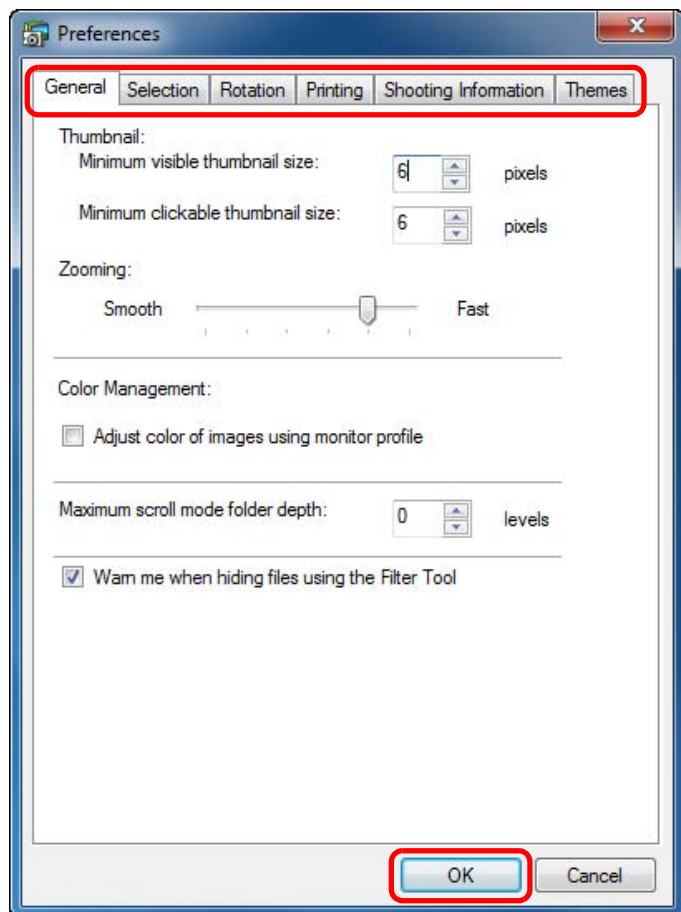 Preferences
General Selection Rotation Printing Shooting Information Themes
Thumbnail:
Minimum visible thumbnail size: 6 pixels
Minimum clickable thumbnail size: 6 pixels
Zooming:
Smooth Fast
Color Management:
Adjust color of images using monitor profile
Maximum scroll mode folder depth: 0 levels
Warn me when hiding files using the Filter Tool
OK Cancel